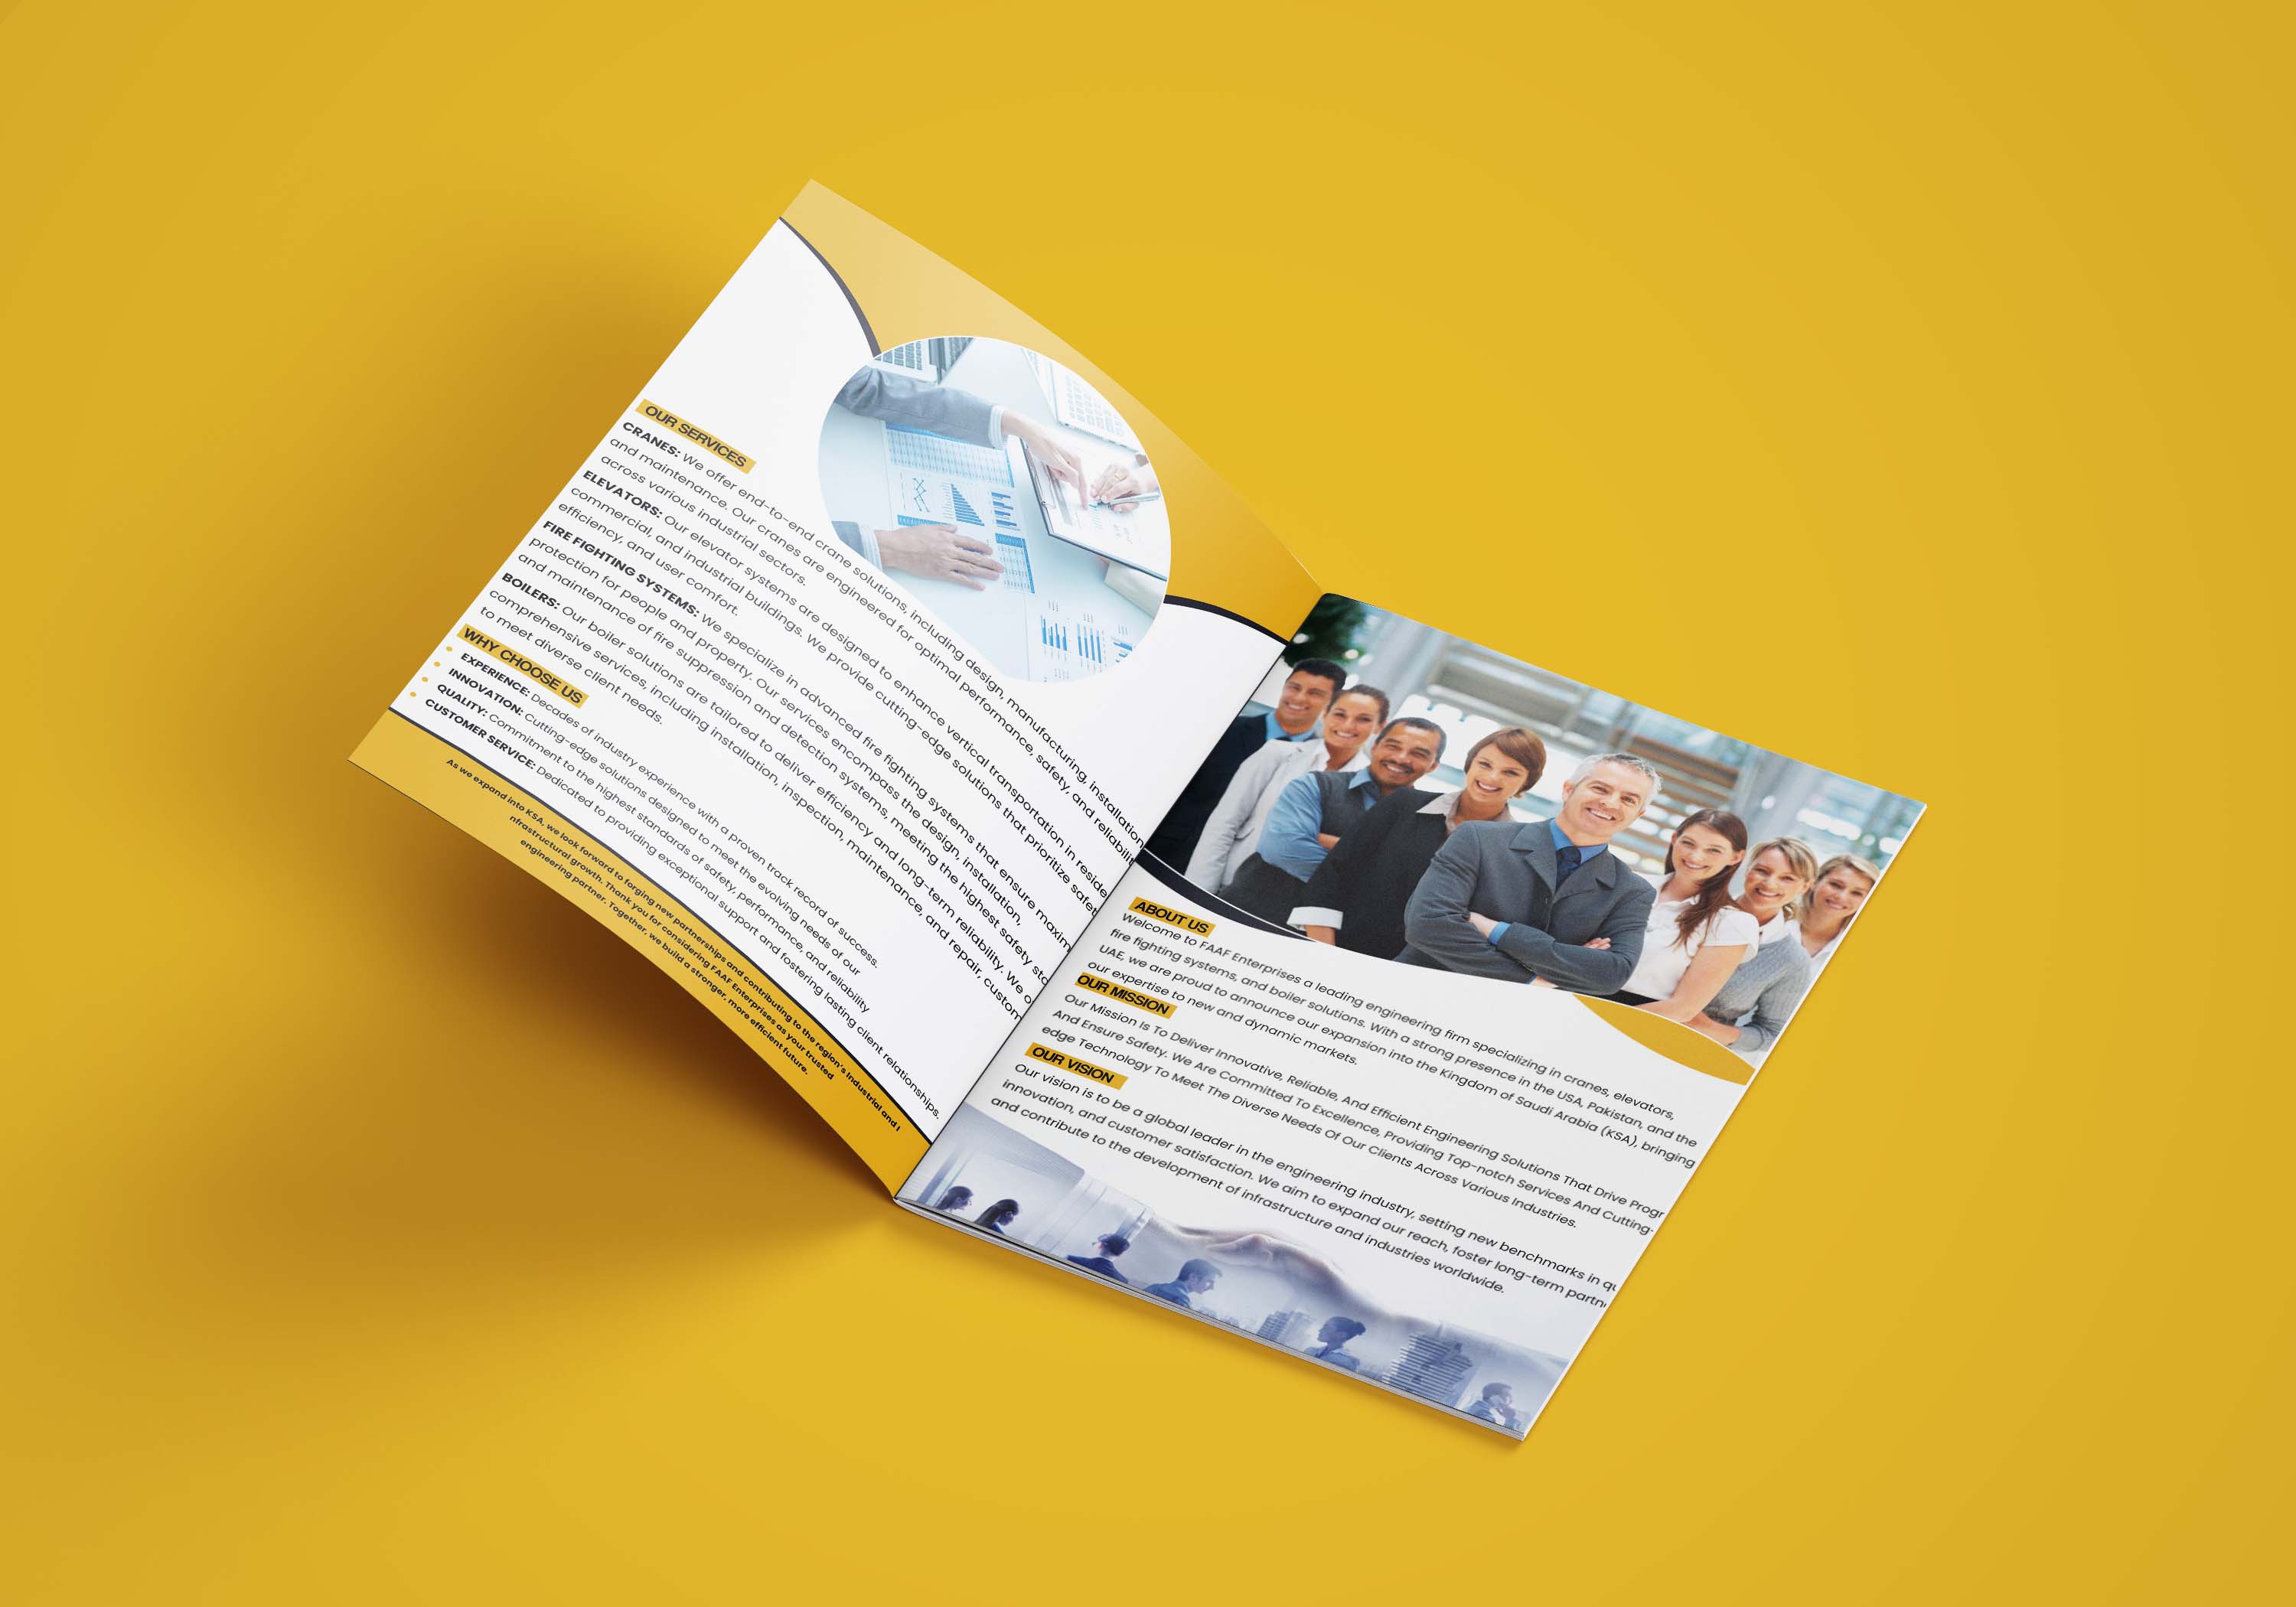 OUR SERVICES
CRANES: We offer end-to-end crane solutions, including design, manufacturing, installation
and maintenance. Our cranes are engineered for optimal performance, safety, and reliabilit
across various industrial sectors.
ELEVATORS: Our elevator systems are designed to enhance vertical transportation in reside
commercial, and industrial buildings. We provide cutting-edge solutions that prioritize safet
efficiency, and user comfort.
FIRE FIGHTING SYSTEMS: We specialize in advanced fire fighting systems that ensure maxim
protection for people and property. Our services encompass the design, installation,
and maintenance of fire suppression and detection systems, meeting the highest safety sta
BOILERS: Our boiler solutions are tailored to deliver efficiency and long-term reliability. We o
comprehensive services, including installation, inspection, maintenance, and repair, custom
to meet diverse client needs.
WHY CHOOSE US
EXPERIENCE: Decades of industry experience with a proven track record of success.
INNOVATION: Cutting-edge solutions designed to meet the evolving needs of our
QUALITY: Commitment to the highest standards of safety, performance, and reliability
CUSTOMER SERVICE: Dedicated to providing exceptional support and fostering lasting client relationships.
As we expand into KSA, we look forward to forging new partnerships and contributing to the region's industrial and i
nfrastructural growth. Thank you for considering FAAF Enterprises as your trusted
engineering partner. Together, we build a stronger, more efficient future.
ABOUT US
Welcome to FAAF Enterprises a leading engineering firm specializing in cranes, elevators,
fire fighting systems, and boiler solutions. With a strong presence in the USA, Pakistan, and the
UAE, we are proud to announce our expansion into the Kingdom of Saudi Arabia (KSA), bringing
our expertise to new and dynamic markets.
OUR MISSION
Our Mission Is To Deliver Innovative, Reliable, And Efficient Engineering Solutions That Drive Progr
And Ensure Safety. We Are Committed To Excellence, Providing Top-notch Services And Cutting-
edge Technology To Meet The Diverse Needs Of Our Clients Across Various Industries.
OUR VISION
Our vision is to be a global leader in the engineering industry, setting new benchmarks in qu
innovation, and customer satisfaction. We aim to expand our reach, foster long-term partn
and contribute to the development of infrastructure and industries worldwide.